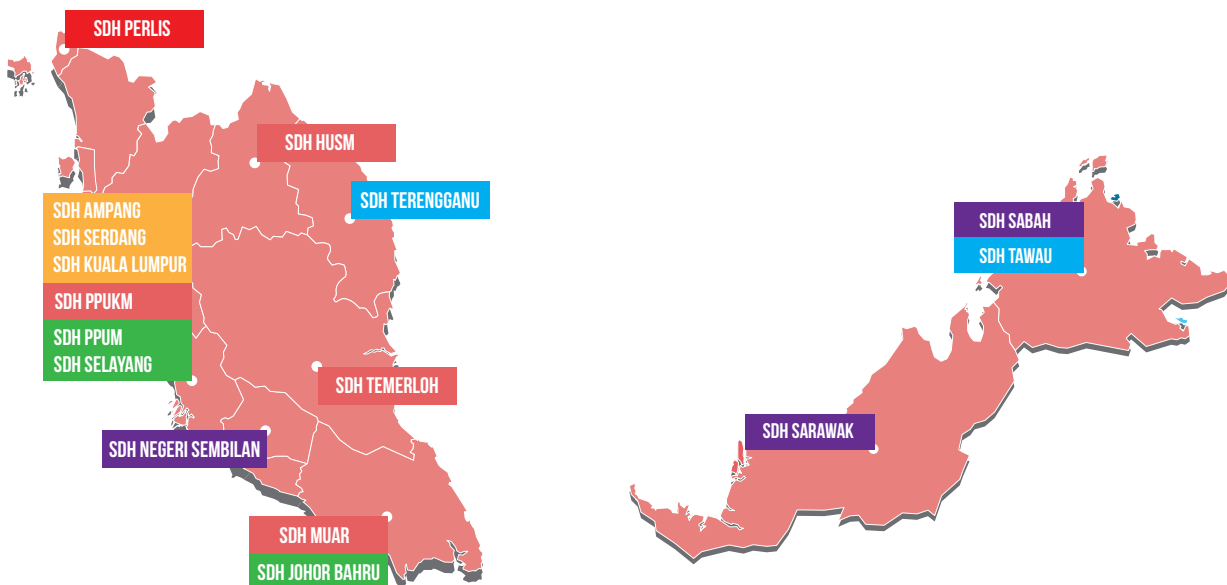 SDH PERLIS
SDH HUSM
SDH TERENGGANU
SDH AMPANG
SDH SERDANG
SDH KUALA LUMPUR
SDH PPUKM
SDH PPUM
SDH SELAYANG
SDH TEMERLOH
SDH NEGERI SEMBILAN
SDH MUAR
SDH JOHOR BAHRU
SDH SABAH
SDH TAWAU
SDH SARAWAK